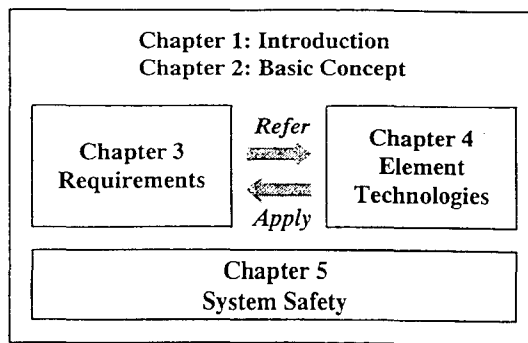 Chapter 1: Introduction
Chapter 2: Basic Concept
Chapter 3
Requirements
Refer
Apply
Chapter 4
Element
Technologies
Chapter 5
System Safety